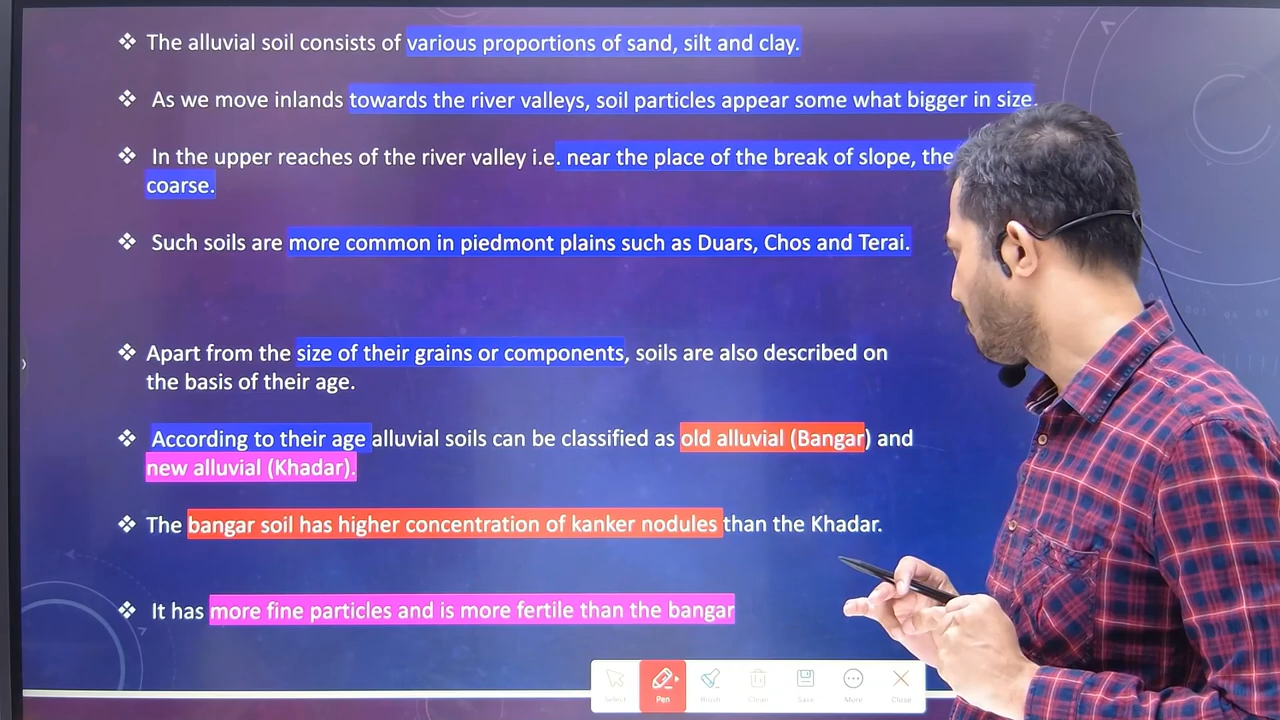 ❖ The alluvial soil consists of various proportions of sand, silt and clay.
❖ As we move inlands towards the river valleys, soil particles appear some what bigger in size.
❖ In the upper reaches of the river valley i.e. near the place of the break of slope, the
coarse.
❖ Such soils are more common in piedmont plains such as Duars, Chos and Terai.
❖ Apart from the size of their grains or components, soils are also described on
the basis of their age.
❖ According to their age alluvial soils can be classified as old alluvial (Bangar) and
new alluvial (Khadar).
❖ The bangar soil has higher concentration of kanker nodules than the Khadar.
❖ It has more fine particles and is more fertile than the bangar
Select Pen Brush Clean Save More Close